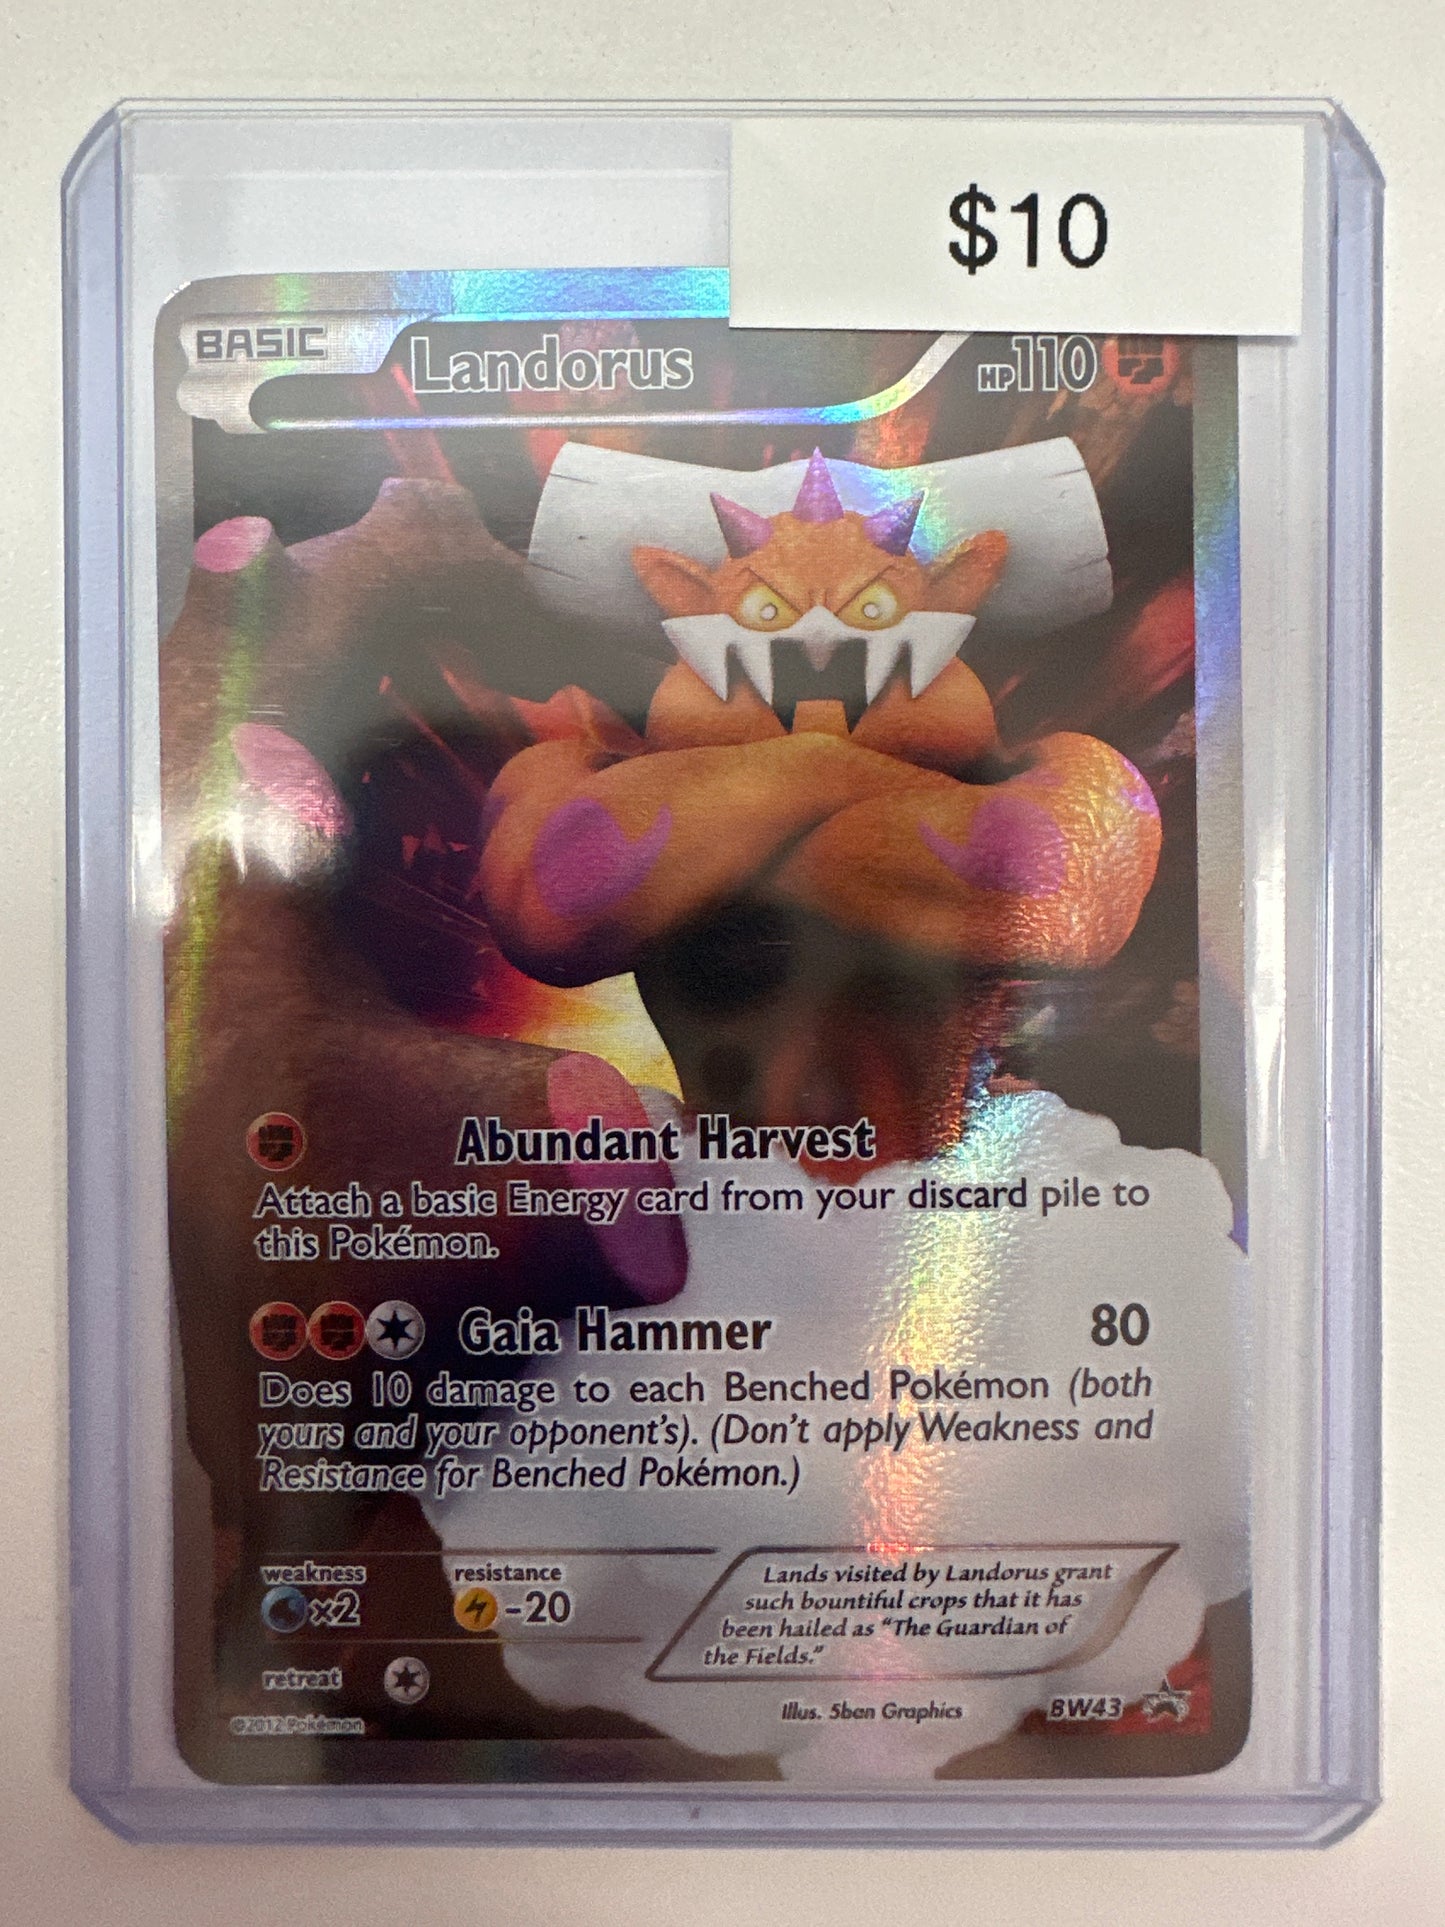 $10
BASIC
Landorus
HP110
Abundant Harvest
Attach a basic Energy card from your discard pile to
this Pokémon.
Gaia Hammer 80
Does 10 damage to each Benched Pokémon (both
yours and your opponent's). (Don't apply Weakness and
Resistance for Benched Pokémon.)
weakness
x2
resistance
-20
retreat
Lands visited by Landorus grant
such bountiful crops that it has
been hailed as "The Guardian of
the Fields."
©2012 Pokémon
Illus. 5ban Graphics
BW43